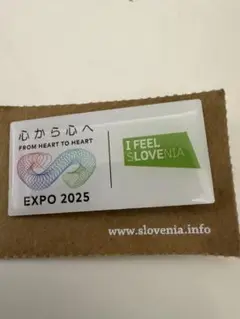 心から心へ
FROM HEART TO HEART
EXPO 2025
I FEEL
SLOVENIA
www.slovenia.info